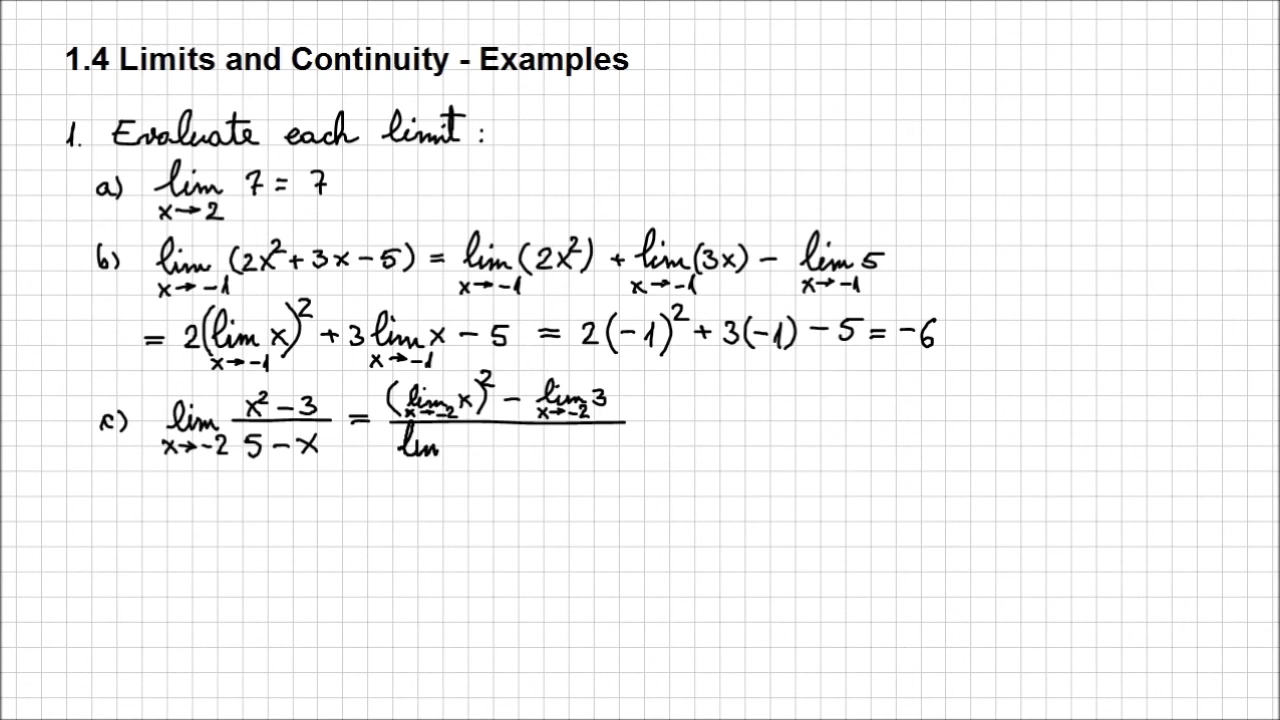 1.4 Limits and Continuity - Examples
1. Evaluate each limit :
a) lim 7 = 7
x→2
b) lim (2x²+3x-5) = lim (2x²) + lim (3x) - lim 5
x→-1 x→-1 x→-1 x→-1
= 2(lim x)² + 3 lim x - 5 = 2(-1)² + 3(-1) - 5 = -6
x→-1 x→-1
c) lim x²-3 / 5-x = (lim x)² - lim 3 / lim
x→-2 x→-2 x→-2